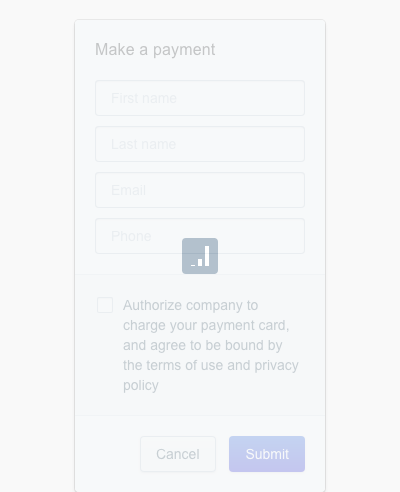 Make a payment
First name
Last name
Email
Phone
Authorize company to
charge your payment card,
and agree to be bound by
the terms of use and privacy
policy
Cancel
Submit